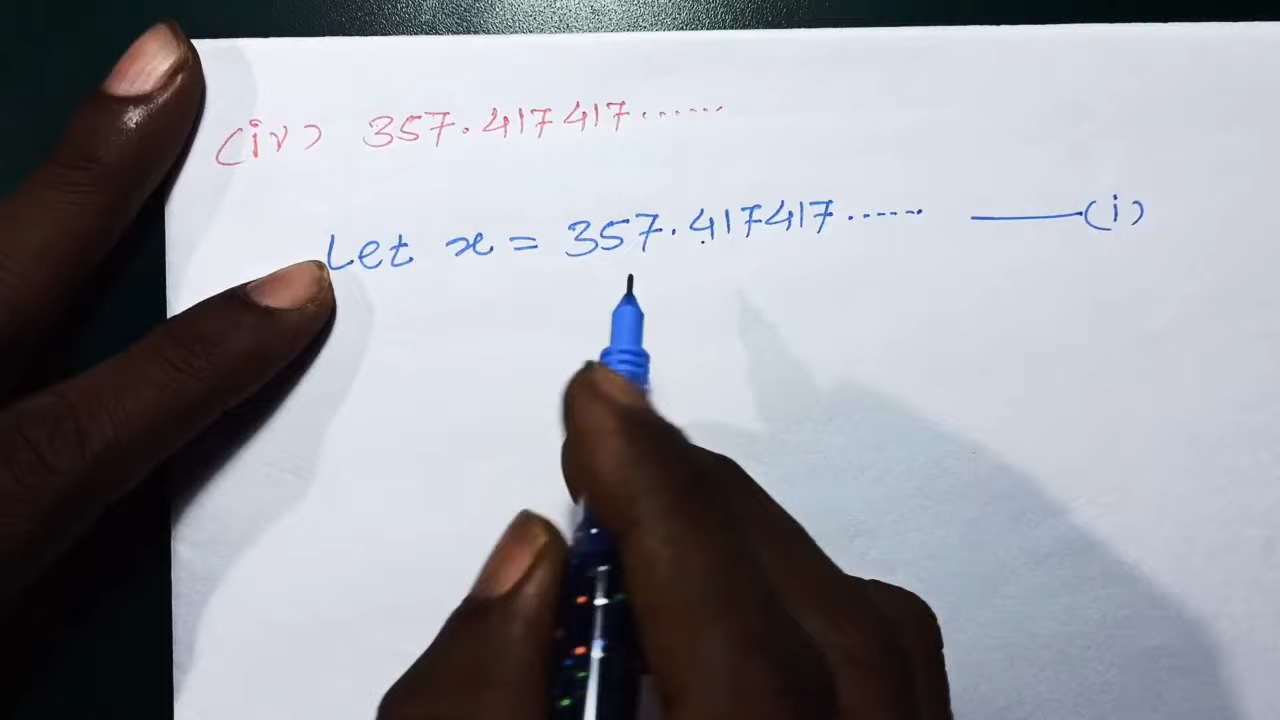 (iv) 357.417417......
Let x = 357.417417...... ——(i)